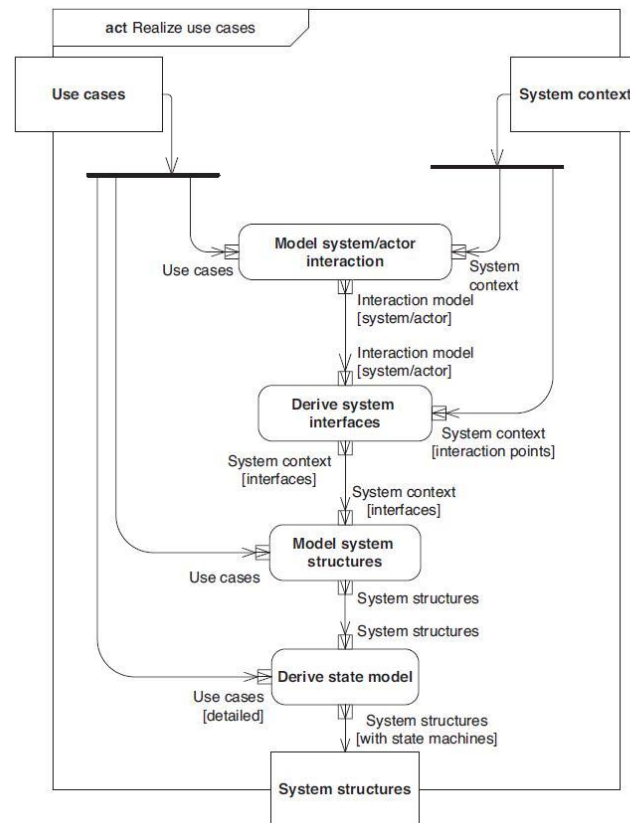 act Realize use cases
Use cases
System context
Model system/actor
interaction
Use cases
System
context
Interaction model
[system/actor]
Interaction model
[system/actor]
Derive system
interfaces
System context
[interaction points]
System context
[interfaces]
System context
[interfaces]
Model system
structures
Use cases
System structures
System structures
Derive state model
Use cases
[detailed]
System structures
[with state machines]
System structures